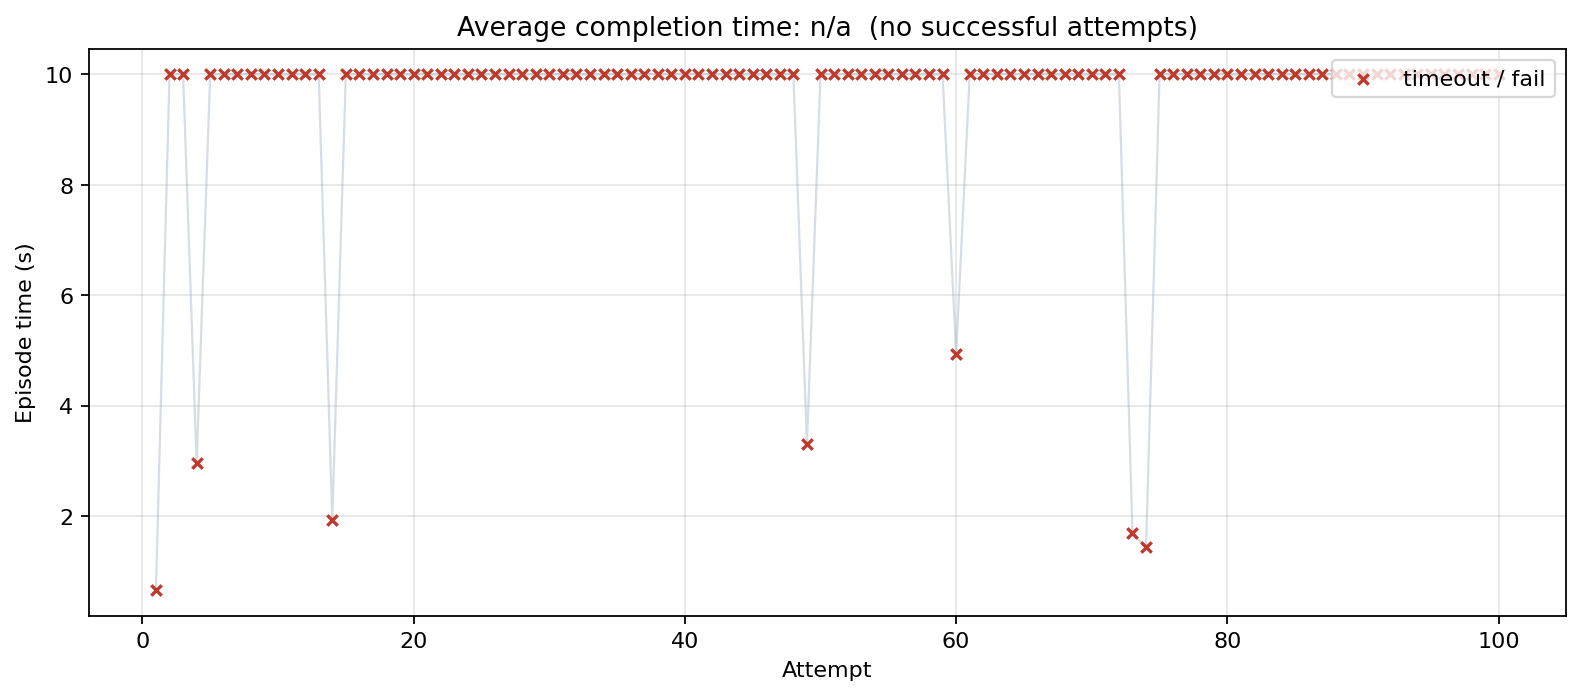 Average completion time: n/a  (no successful attempts)
10
8
6
4
2
Episode time (s)
timeout / fail
0
20
40
60
80
100
Attempt